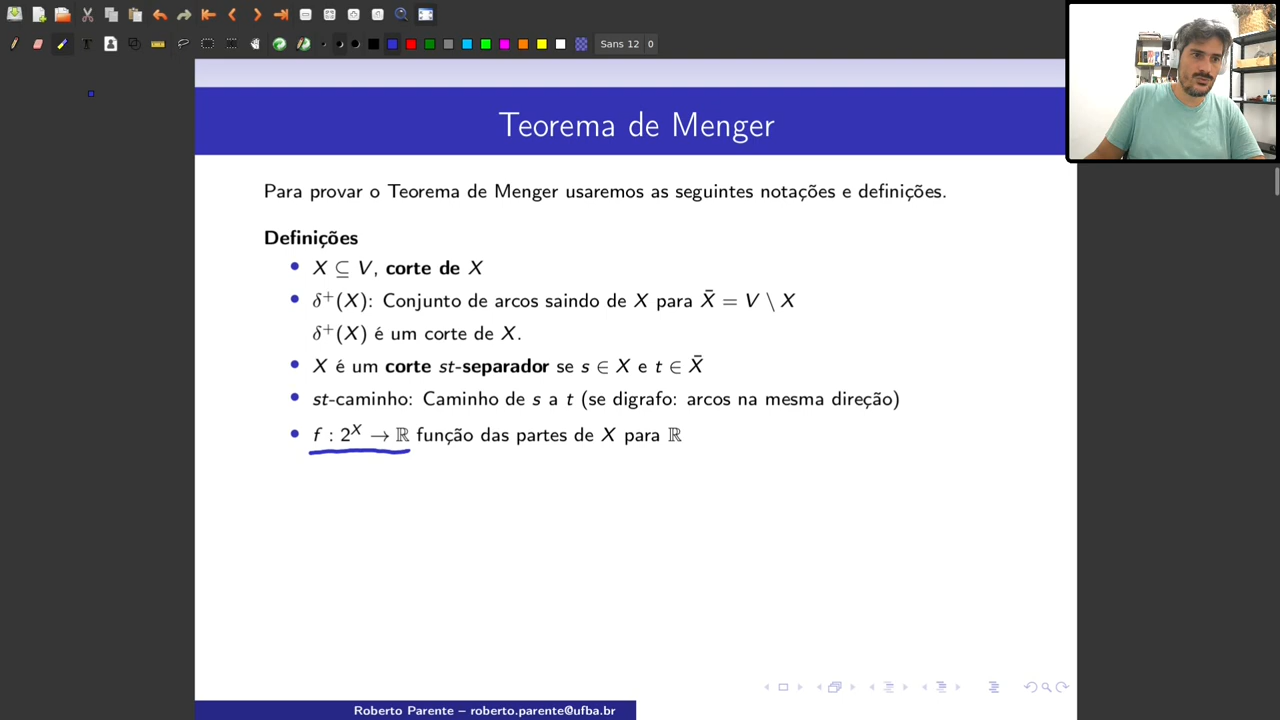 Sans 12 0
Teorema de Menger
Para provar o Teorema de Menger usaremos as seguintes notações e definições.
Definições
• X ⊆ V, corte de X
• δ⁺(X): Conjunto de arcos saindo de X para X̄ = V \ X
δ⁺(X) é um corte de X.
• X é um corte st-separador se s ∈ X e t ∈ X̄
• st-caminho: Caminho de s a t (se digrafo: arcos na mesma direção)
• f : 2^X → ℝ função das partes de X para ℝ
Roberto Parente – roberto.parente@ufba.br